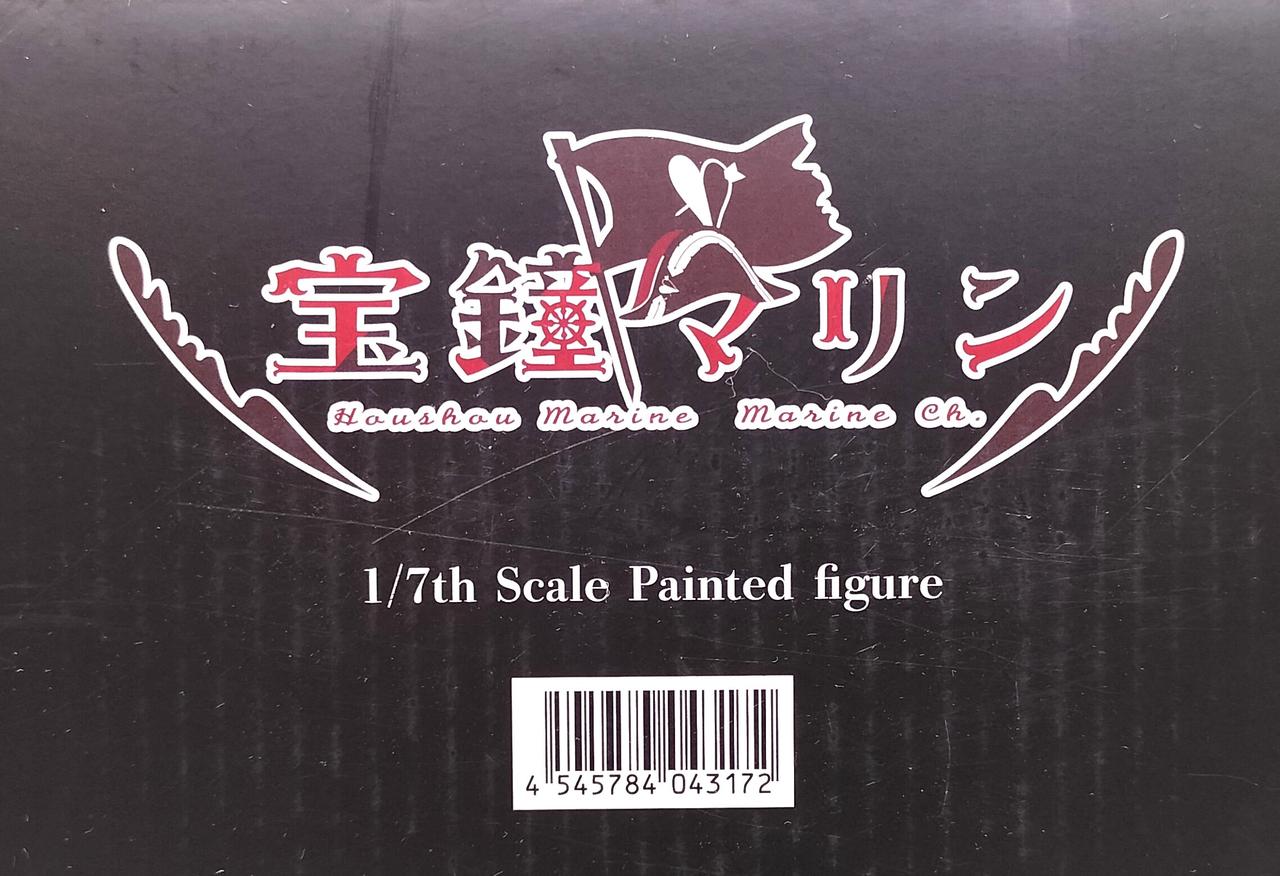 宝鐘マリン
Houshou Marine Marine Ch.
1/7th Scale Painted figure
4 545784 043172